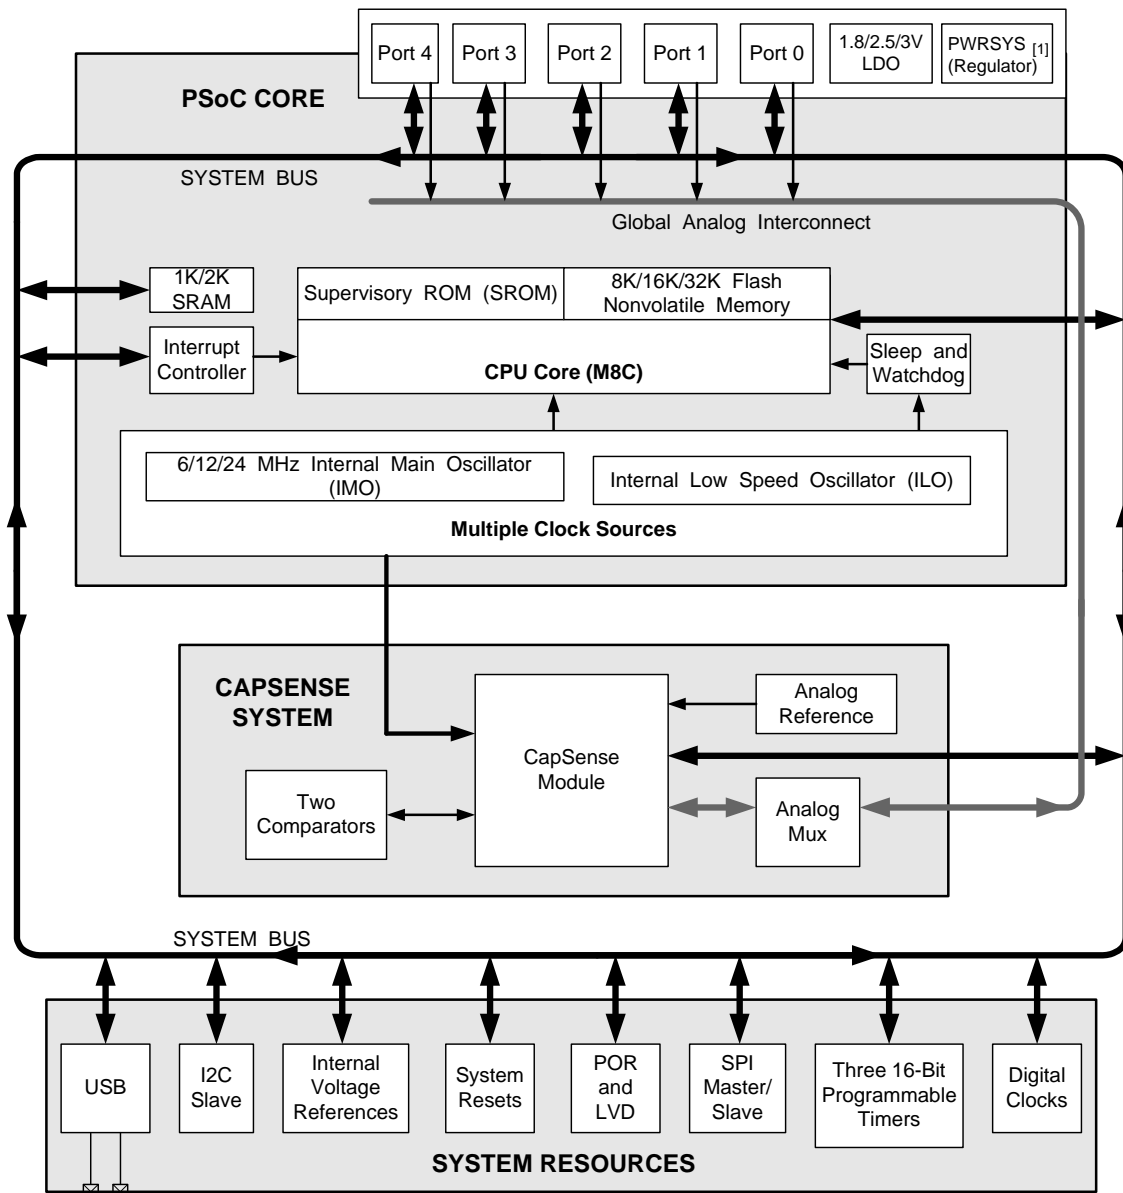 Port 4
Port 3
Port 2
Port 1
Port 0
1.8/2.5/3V
LDO
PWRSYS [1]
(Regulator)
PSoC CORE
SYSTEM BUS
Global Analog Interconnect
1K/2K
SRAM
Supervisory ROM (SROM)
8K/16K/32K Flash
Nonvolatile Memory
Interrupt
Controller
CPU Core (M8C)
Sleep and
Watchdog
6/12/24 MHz Internal Main Oscillator
(IMO)
Internal Low Speed Oscillator (ILO)
Multiple Clock Sources
CAPSENSE
SYSTEM
CapSense
Module
Analog
Reference
Two
Comparators
Analog
Mux
SYSTEM BUS
USB
I2C
Slave
Internal
Voltage
References
System
Resets
POR
and
LVD
SPI
Master/
Slave
Three 16-Bit
Programmable
Timers
Digital
Clocks
SYSTEM RESOURCES